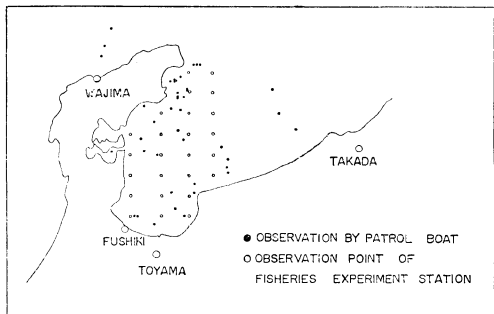 WAJIMA
TAKADA
FUSHIKI
TOYAMA
OBSERVATION BY PATROL BOAT
OBSERVATION POINT OF
FISHERIES EXPERIMENT STATION